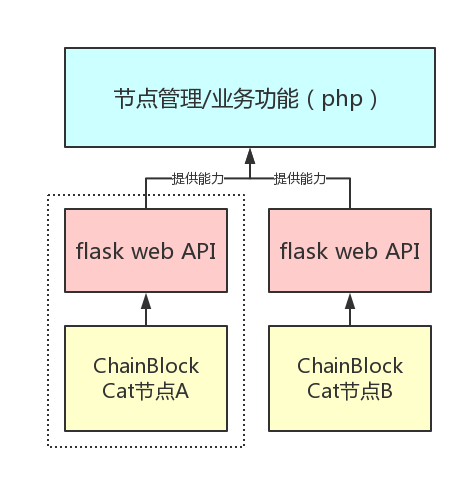 节点管理/业务功能（php）
提供能力
提供能力
flask web API
flask web API
ChainBlock
Cat节点A
ChainBlock
Cat节点B